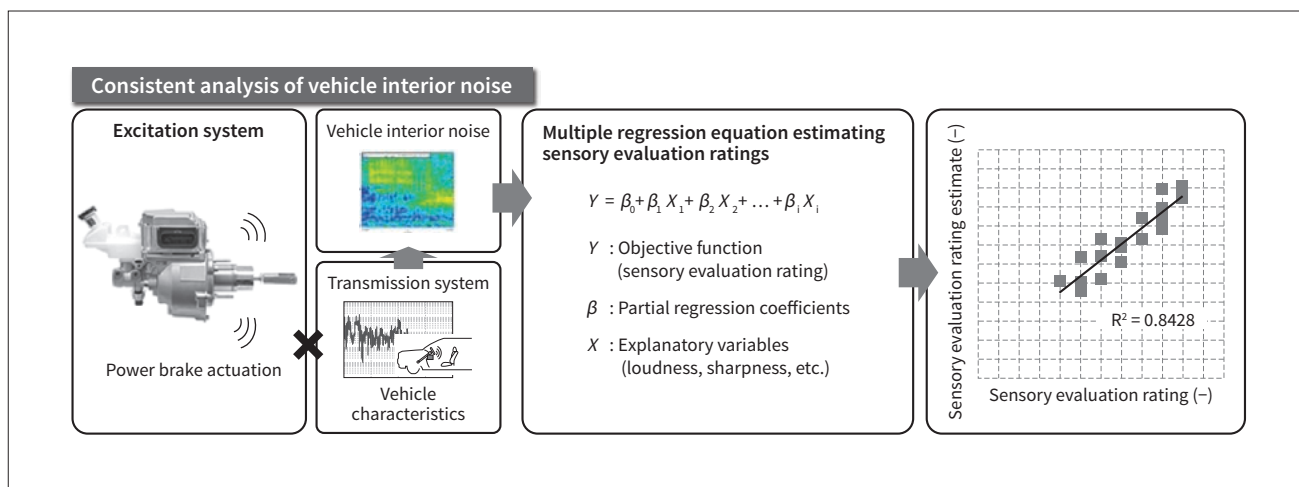 Consistent analysis of vehicle interior noise
Excitation system
Power brake actuation
Vehicle interior noise
Transmission system
Vehicle
characteristics
Multiple regression equation estimating
sensory evaluation ratings
Y = β₀+ β₁ X₁+ β₂ X₂+ … + βᵢ Xᵢ
Y : Objective function
(sensory evaluation rating)
β : Partial regression coefficients
X : Explanatory variables
(loudness, sharpness, etc.)
Sensory evaluation rating estimate (−)
R² = 0.8428
Sensory evaluation rating (−)